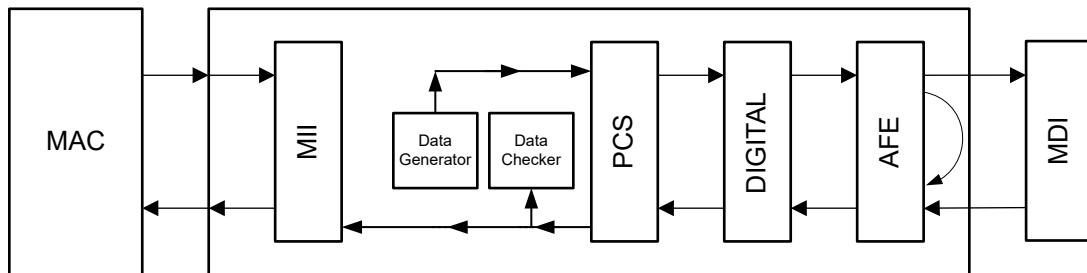 MAC
MII
Data
Generator
Data
Checker
PCS
DIGITAL
AFE
MDI